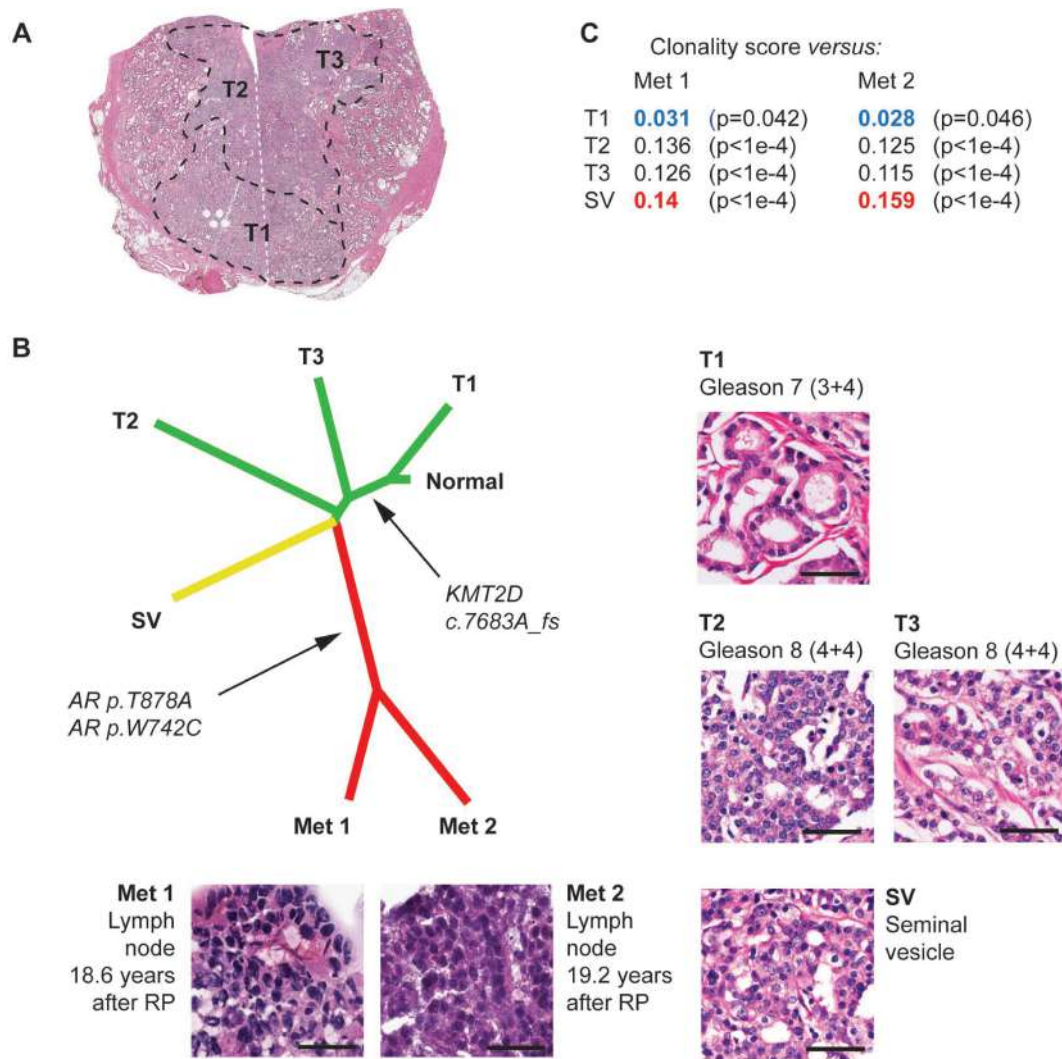 A
T2
T3
T1
C
Clonality score versus:
Met 1 Met 2
T1 0.031 (p=0.042) 0.028 (p=0.046)
T2 0.136 (p<1e-4) 0.125 (p<1e-4)
T3 0.126 (p<1e-4) 0.115 (p<1e-4)
SV 0.14 (p<1e-4) 0.159 (p<1e-4)
B
T3
T1
T2
Normal
SV
KMT2D
c.7683A_fs
AR p.T878A
AR p.W742C
Met 1
Met 2
T1
Gleason 7 (3+4)
T2
Gleason 8 (4+4)
T3
Gleason 8 (4+4)
Met 1
Lymph
node
18.6 years
after RP
Met 2
Lymph
node
19.2 years
after RP
SV
Seminal
vesicle